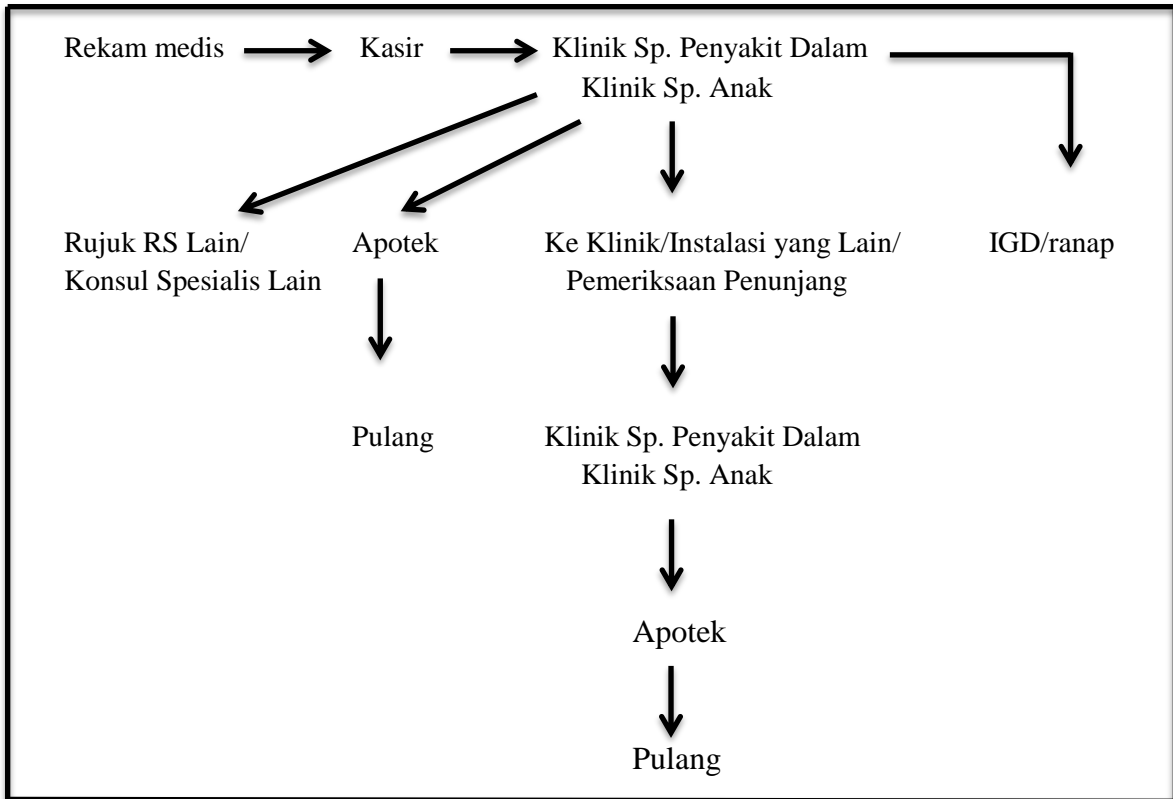 Rekam medis Kasir Klinik Sp. Penyakit Dalam
Klinik Sp. Anak
Rujuk RS Lain/ Apotek Ke Klinik/Instalasi yang Lain/ IGD/ranap
Konsul Spesialis Lain Pemeriksaan Penunjang
Pulang Klinik Sp. Penyakit Dalam
Klinik Sp. Anak
Apotek
Pulang